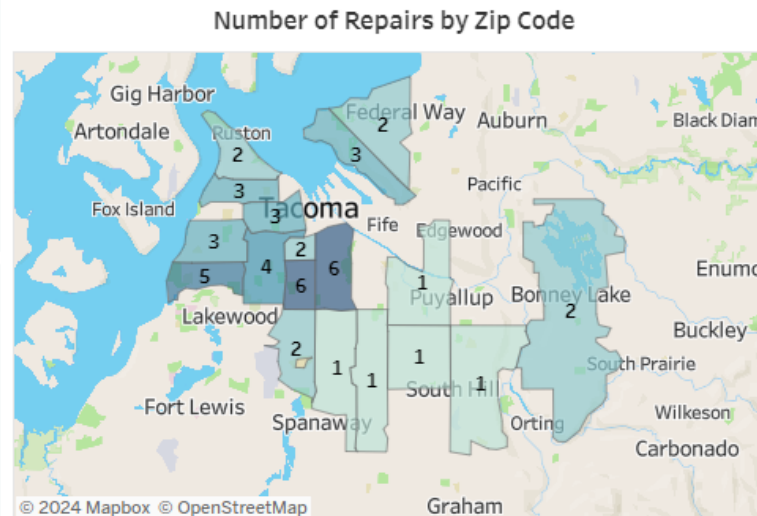 Number of Repairs by Zip Code
Gig Harbor
Federal Way
2
Auburn
Black Diam
Artondale
Ruston
2
3
Pacific
3
Fox Island
3
Tacoma
Fife
Edgewood
3
2
4
6
5
6
1
Puyallup
Bonney Lake
2
Enumc
Lakewood
Buckley
2
1
1
1
1
South Prairie
South Hill
Fort Lewis
Spanaway
Orting
Wilkeson
Carbonado
Graham
© 2024 Mapbox © OpenStreetMap